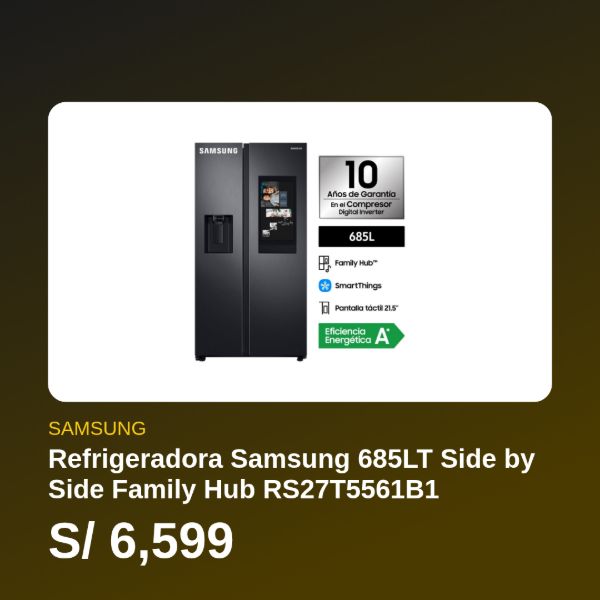 SAMSUNG
10
Años de Garantía
En el Compresor
Digital Inverter
685L
Family Hub™
SmartThings
Pantalla táctil 21.5"
Eficiencia
Energética
A*
SAMSUNG
Refrigeradora Samsung 685LT Side by
Side Family Hub RS27T5561B1
S/ 6,599